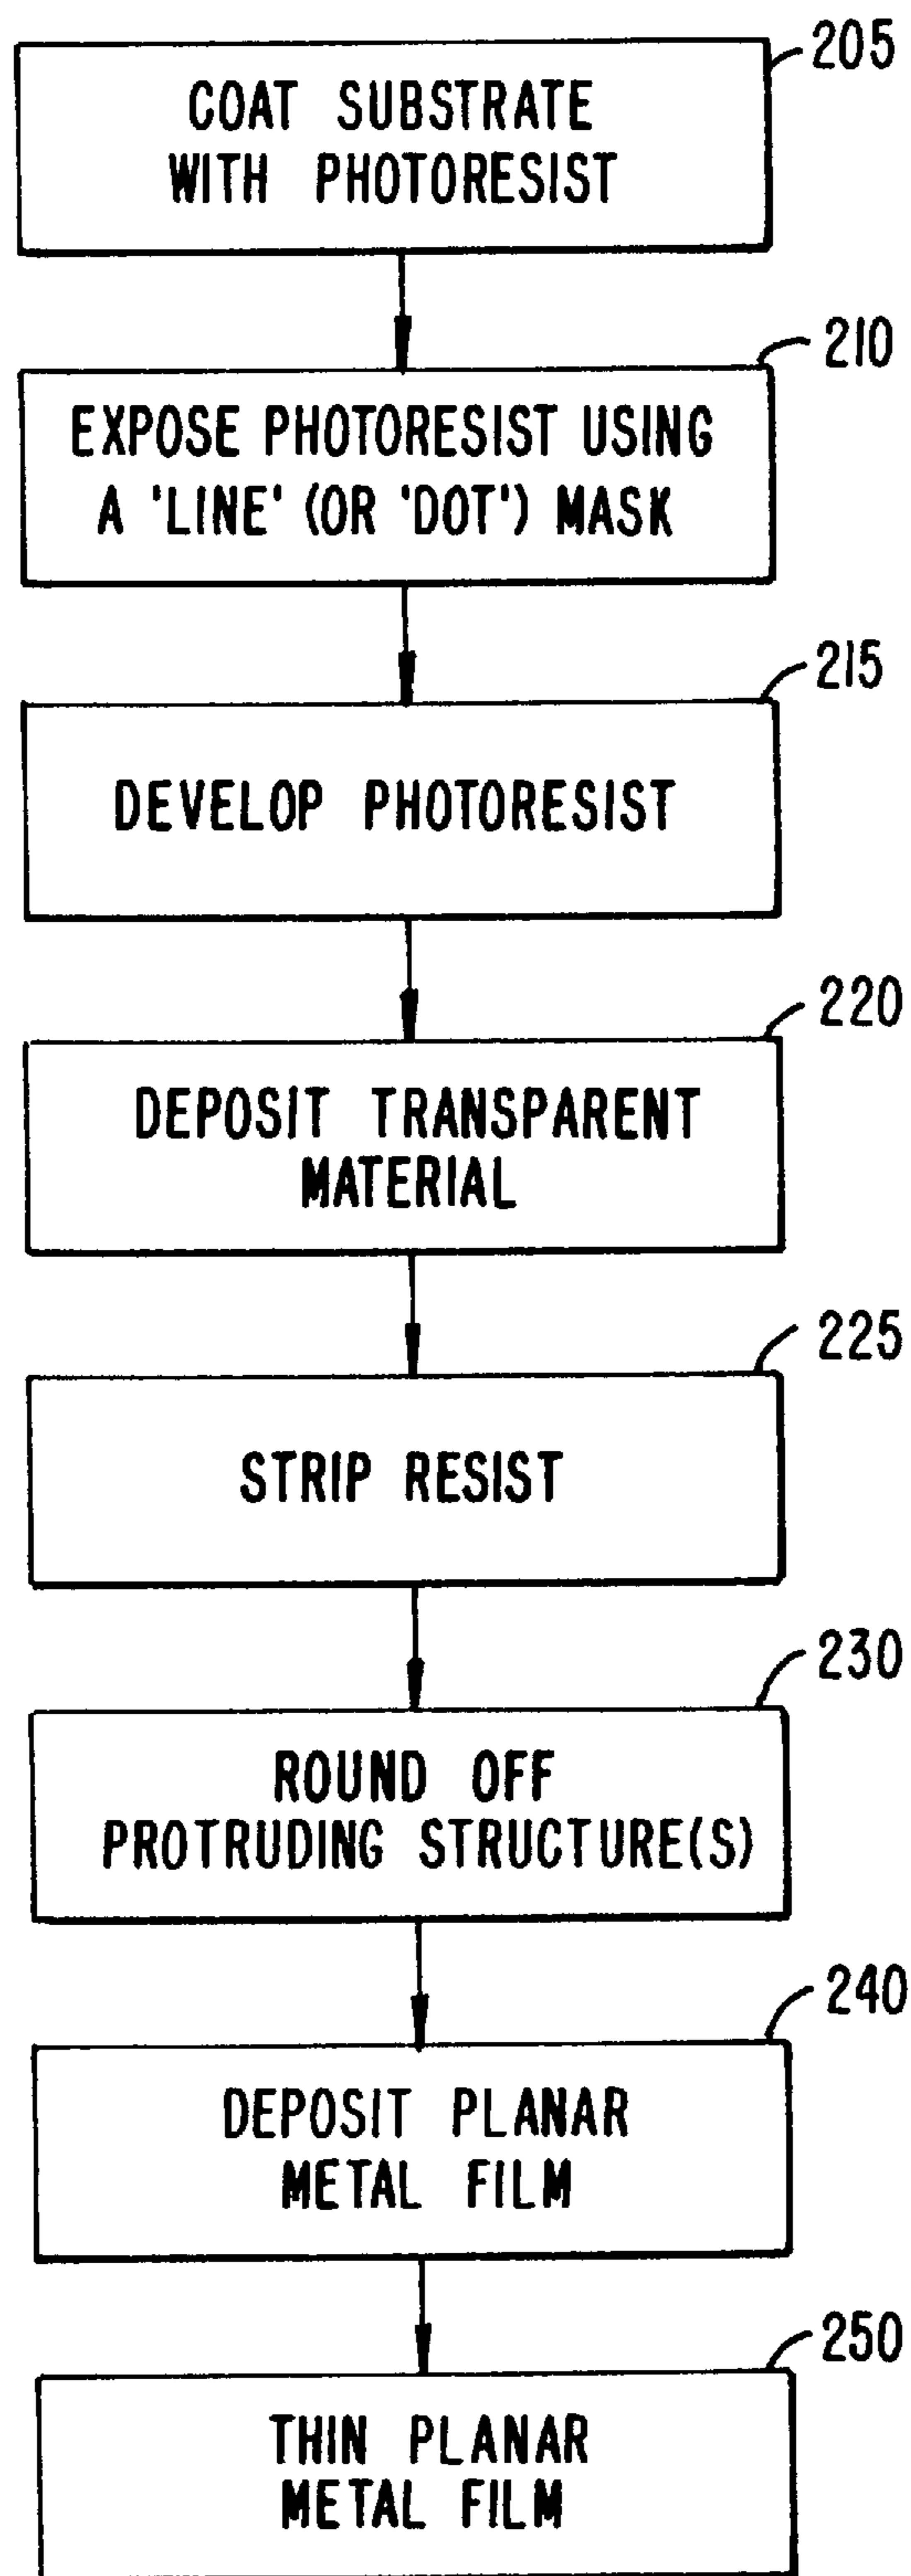 205
COAT SUBSTRATE
WITH PHOTORESIST
210
EXPOSE PHOTORESIST USING
A 'LINE' (OR 'DOT') MASK
215
DEVELOP PHOTORESIST
220
DEPOSIT TRANSPARENT
MATERIAL
225
STRIP RESIST
230
ROUND OFF
PROTRUDING STRUCTURE(S)
240
DEPOSIT PLANAR
METAL FILM
250
THIN PLANAR
METAL FILM